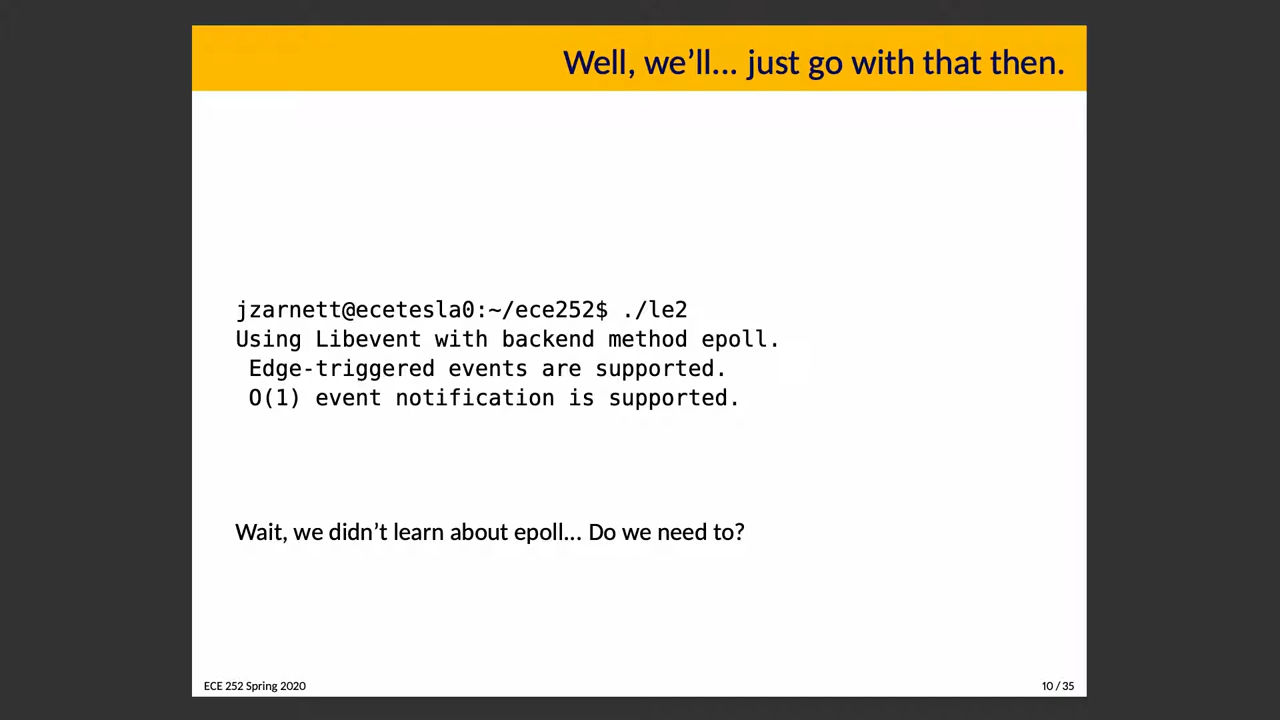 Well, we’ll... just go with that then.
jzarnett@ecetesla0:~/ece252$ ./le2
Using Libevent with backend method epoll.
Edge-triggered events are supported.
O(1) event notification is supported.
Wait, we didn’t learn about epoll... Do we need to?
ECE 252 Spring 2020
10 / 35